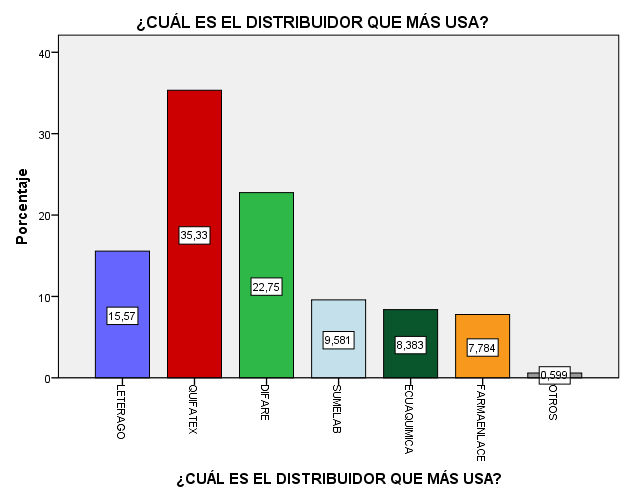 ¿CUÁL ES EL DISTRIBUIDOR QUE MÁS USA?
Porcentaje
40
30
20
10
0
15,57
35,33
22,75
9,581
8,383
7,784
0,599
LETERAGO
QUIFATEX
DIFARE
SUMELAB
ECUAQUIMICA
FARMAENLACE
OTROS
¿CUÁL ES EL DISTRIBUIDOR QUE MÁS USA?